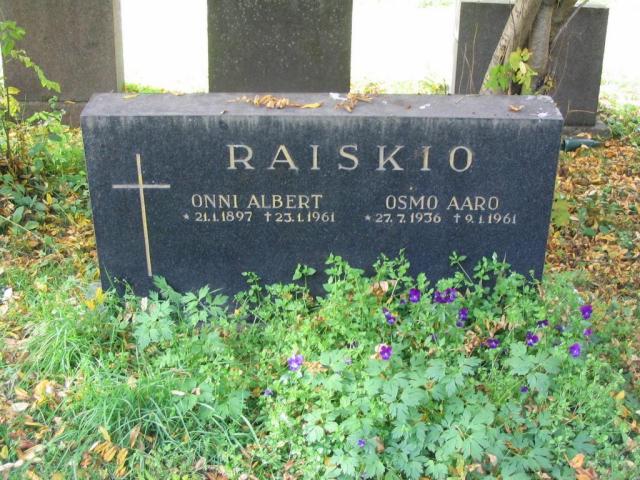 RAISKIO
ONNI ALBERT OSMO AARO
* 21.1.1897 † 23.1.1961 * 27.7.1936 † 9.1.1961